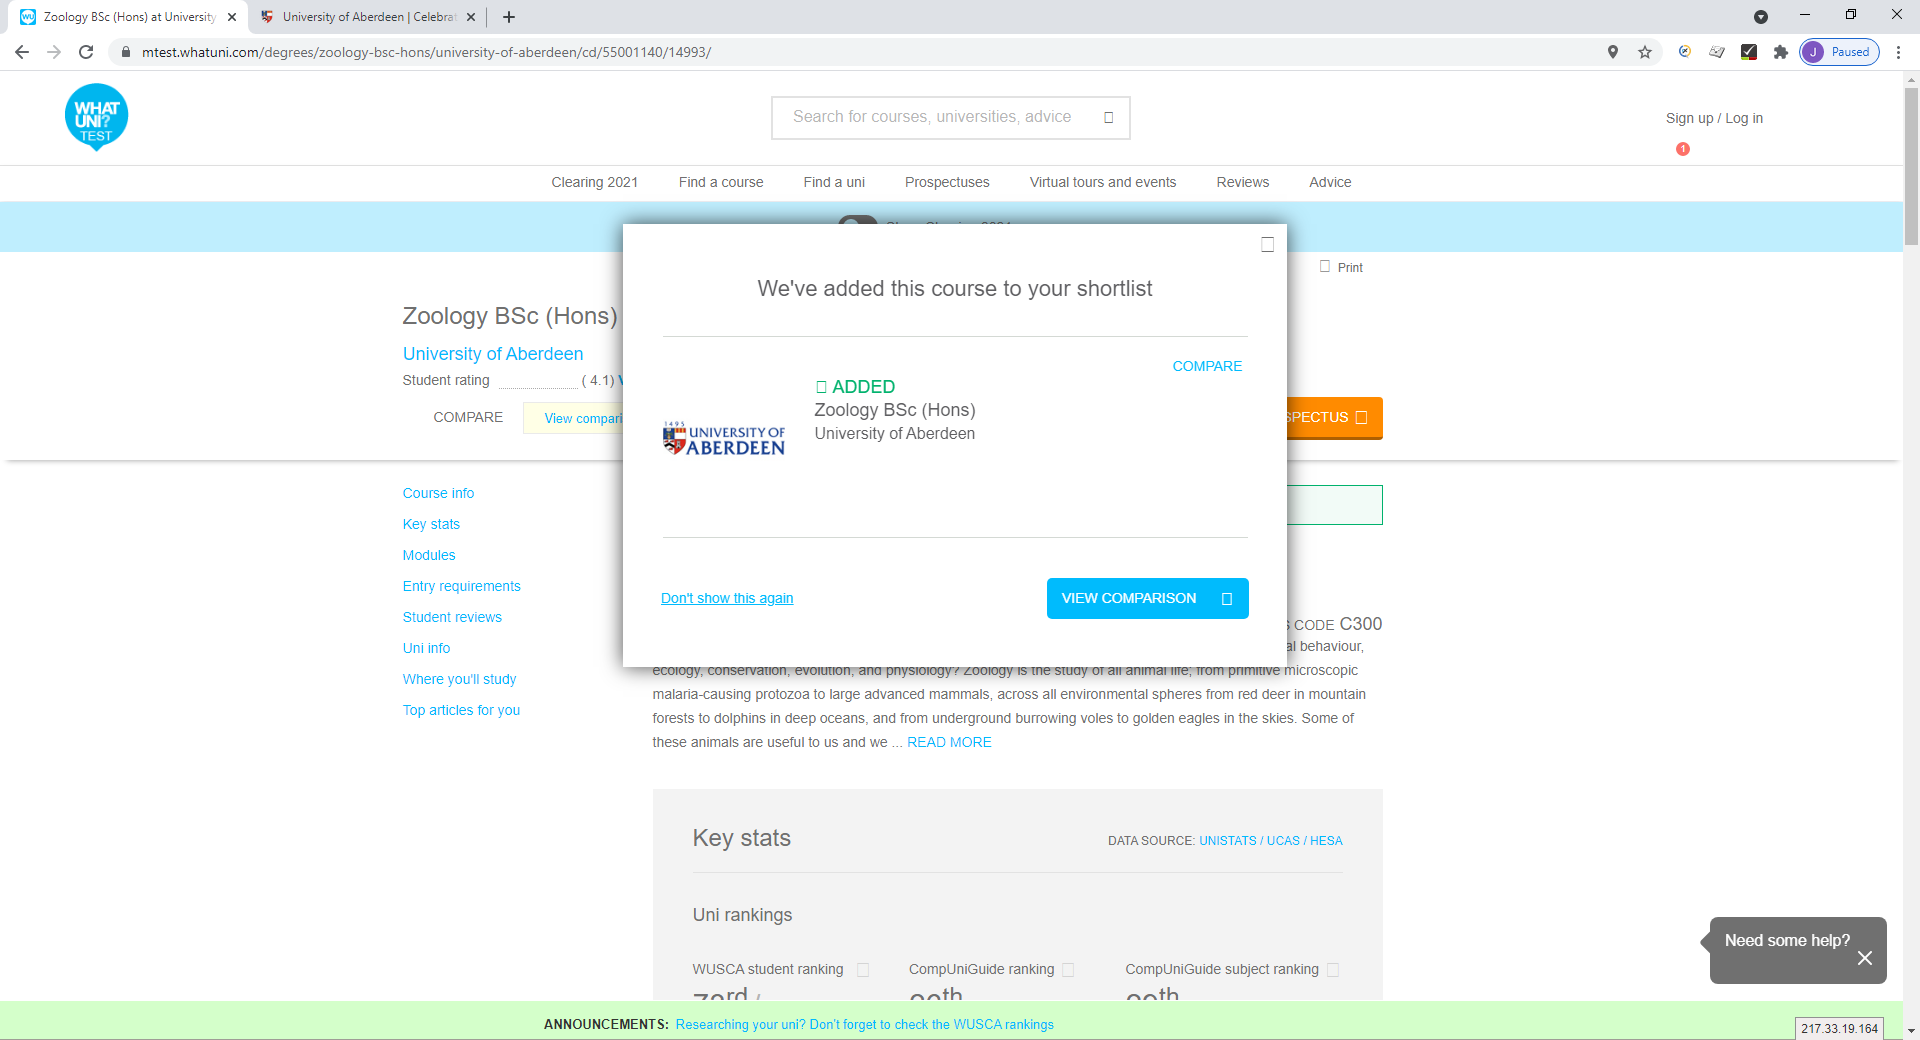 Zoology BSc (Hons) at University
University of Aberdeen | Celebrat
mtest.whatuni.com/degrees/zoology-bsc-hons/university-of-aberdeen/cd/55001140/14993/
J Paused
WHAT
UNI?
TEST
Search for courses, universities, advice
Sign up / Log in
1
Clearing 2021
Find a course
Find a uni
Prospectuses
Virtual tours and events
Reviews
Advice
Print
We've added this course to your shortlist
Zoology BSc (Hons)
University of Aberdeen
Student rating ( 4.1)
COMPARE
View compari
SPECTUS
COMPARE
ADDED
Zoology BSc (Hons)
University of Aberdeen
1495
UNIVERSITY OF
ABERDEEN
Don't show this again
VIEW COMPARISON
Course info
Key stats
Modules
Entry requirements
Student reviews
Uni info
Where you'll study
Top articles for you
CODE C300
al behaviour,
ecology, conservation, evolution, and physiology? Zoology is the study of all animal life; from primitive microscopic
malaria-causing protozoa to large advanced mammals, across all environmental spheres from red deer in mountain
forests to dolphins in deep oceans, and from underground burrowing voles to golden eagles in the skies. Some of
these animals are useful to us and we ... READ MORE
Key stats
DATA SOURCE: UNISTATS / UCAS / HESA
Uni rankings
WUSCA student ranking
CompUniGuide ranking
CompUniGuide subject ranking
Need some help?
ANNOUNCEMENTS: Researching your uni? Don't forget to check the WUSCA rankings
217.33.19.164